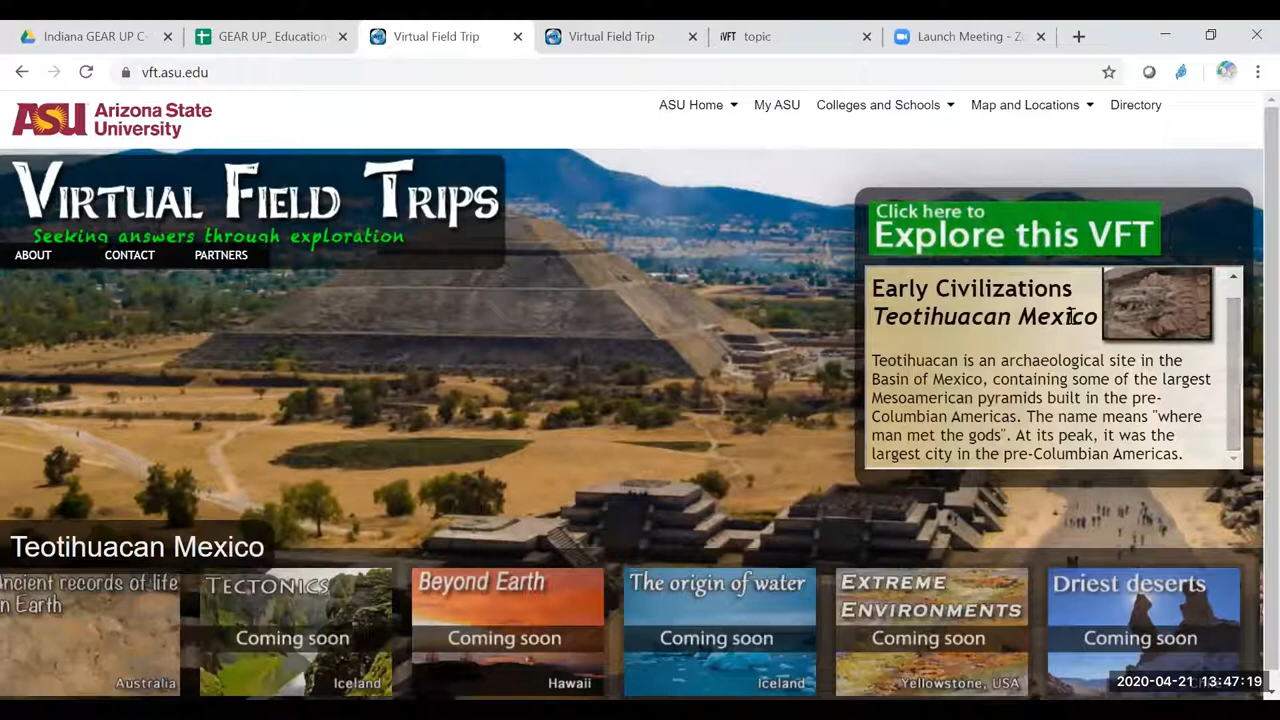 Indiana GEAR UP C-
GEAR UP_ Education
Virtual Field Trip
Virtual Field Trip
iVFT topic
Launch Meeting - Zo
vft.asu.edu
ASU Arizona State University
ASU Home
My ASU
Colleges and Schools
Map and Locations
Directory
VIRTUAL FIELD TRIPS
Seeking answers through exploration
ABOUT
CONTACT
PARTNERS
Click here to
Explore this VFT
Early Civilizations
Teotihuacan Mexico
Teotihuacan is an archaeological site in the
Basin of Mexico, containing some of the largest
Mesoamerican pyramids built in the pre-
Columbian Americas. The name means "where
man met the gods". At its peak, it was the
largest city in the pre-Columbian Americas.
Teotihuacan Mexico
ncient records of life
n Earth
Australia
TECTONICS
Coming soon
Iceland
Beyond Earth
Coming soon
Hawaii
The origin of water
Coming soon
Iceland
EXTREME
ENVIRONMENTS
Coming soon
Yellowstone, USA
Driest deserts
Coming soon
2020-04-21 13:47:19